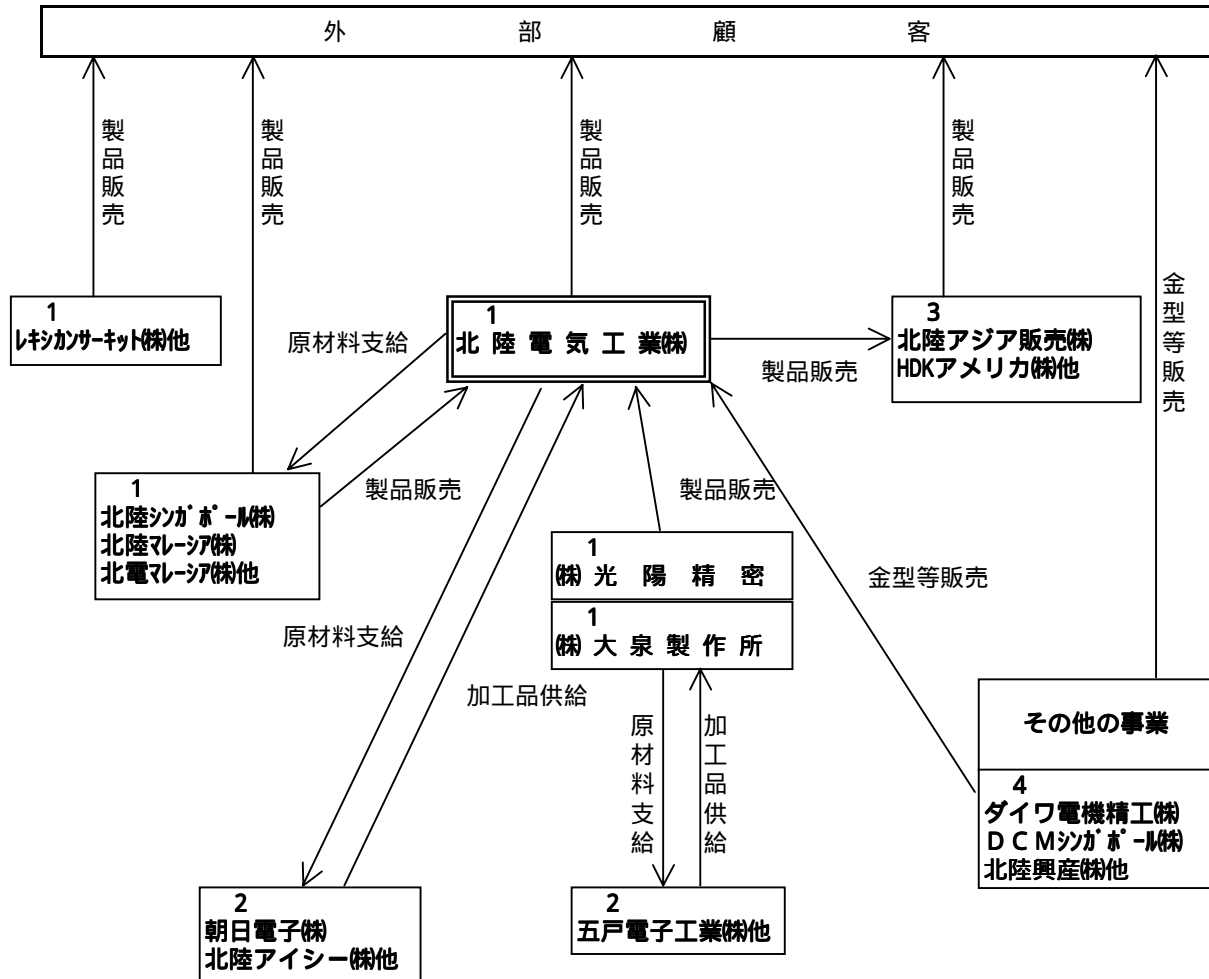 外部顧客
製品販売
製品販売
製品販売
製品販売
金型等販売
1
レキシカンサーキット㈱他
原材料支給
1
北陸電気工業㈱
製品販売
3
北陸アジア販売㈱
HDKアメリカ㈱他
1
北陸シンガポール㈱
北陸マレーシア㈱
北電マレーシア㈱他
製品販売
製品販売
1
㈱光陽精密
金型等販売
1
㈱大泉製作所
原材料支給
加工品供給
原材料支給
加工品供給
その他の事業
4
ダイワ電機精工㈱
DCMシンガポール㈱
北陸興産㈱他
2
朝日電子㈱
北陸アイシー㈱他
2
五戸電子工業㈱他